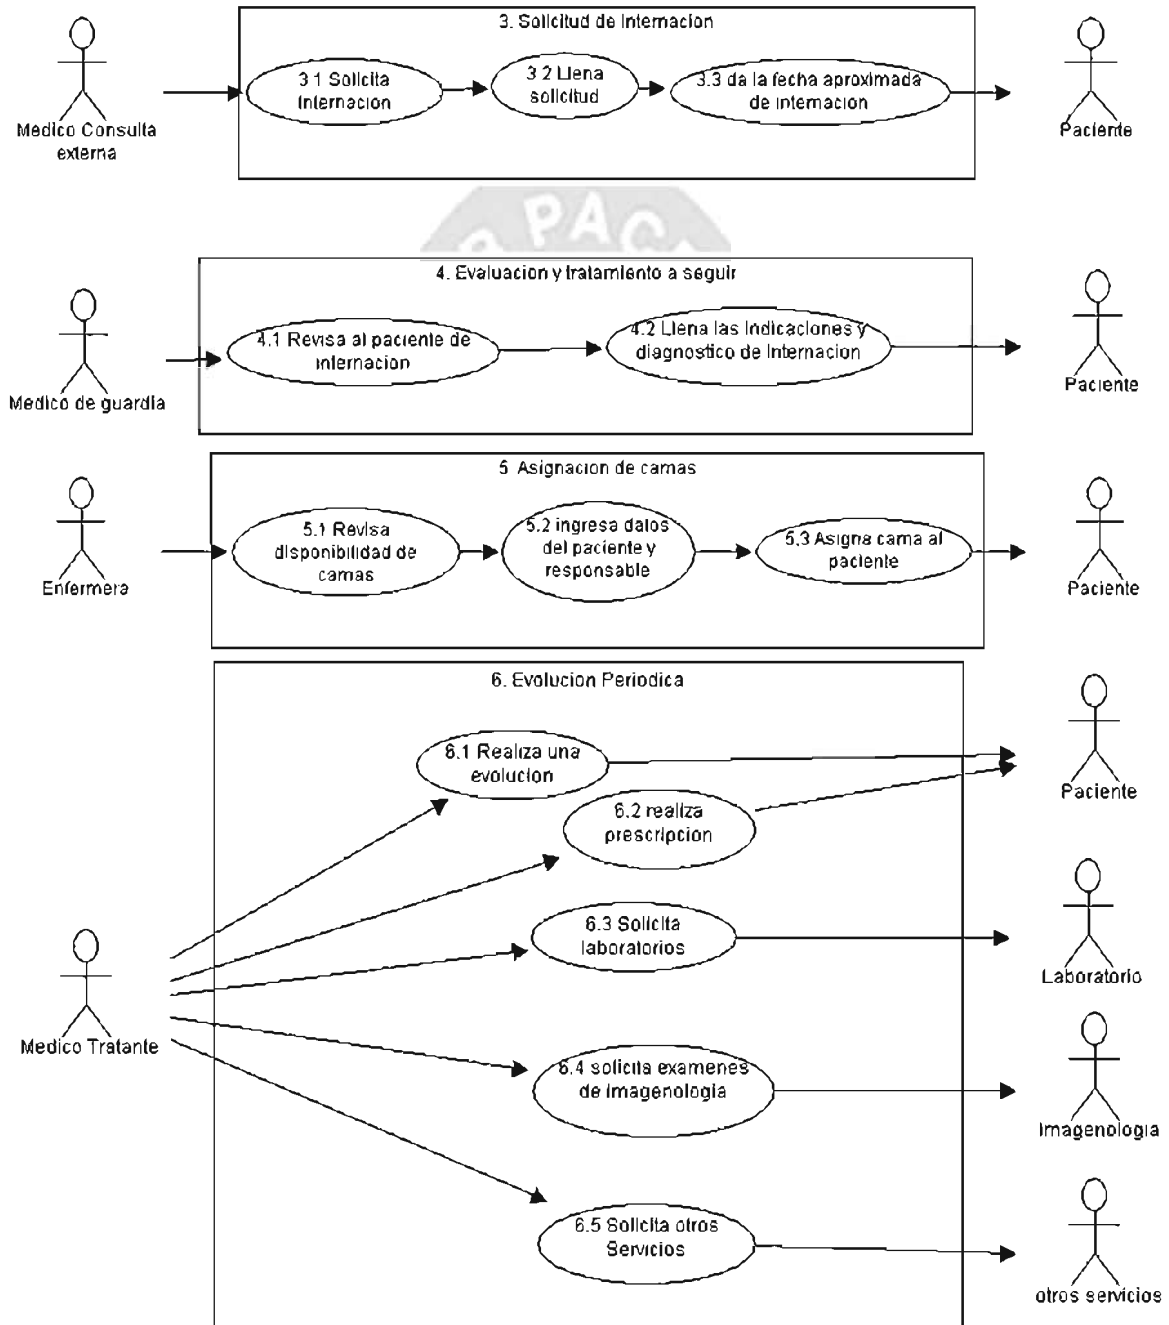 3. Solicitud de Internacion
3.1 Solicita
Internacion
3.2 Llena
solicitud
3.3 da la fecha aproximada
de internacion
Medico Consulta
externa
Paciente
PACA
4. Evaluacion y tratamiento a seguir
4.1 Revisa al paciente de
internacion
4.2 Llena las Indicaciones y
diagnostico de Internacion
Medico de guardia
Paciente
5. Asignacion de camas
5.1 Revisa
disponibilidad de
camas
5.2 ingresa datos
del paciente y
responsable
5.3 Asigna cama al
paciente
Enfermera
Paciente
6. Evolucion Periodica
6.1 Realiza una
evolucion
6.2 realiza
prescripcion
Paciente
6.3 Solicita
laboratorios
Laboratorio
Medico Tratante
6.4 solicita examenes
de imagenologia
Imagenologia
6.5 Solicita otros
Servicios
otros servicios